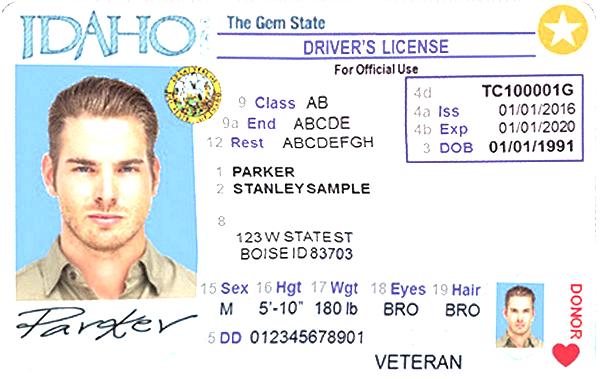 IDAHO
The Gem State
DRIVER'S LICENSE
For Official Use
4d TC100001G
4a Iss 01/01/2016
4b Exp 01/01/2020
3 DOB 01/01/1991
9 Class AB
9a End ABCDE
12 Rest ABCDEFGH
1 PARKER
2 STANLEYSAMPLE
8
123 W STATE ST
BOISE ID 83703
15 Sex 16 Hgt 17 Wgt 18 Eyes 19 Hair
M 5'-10" 180 lb BRO BRO
5 DD 012345678901
VETERAN
DONOR
Parker